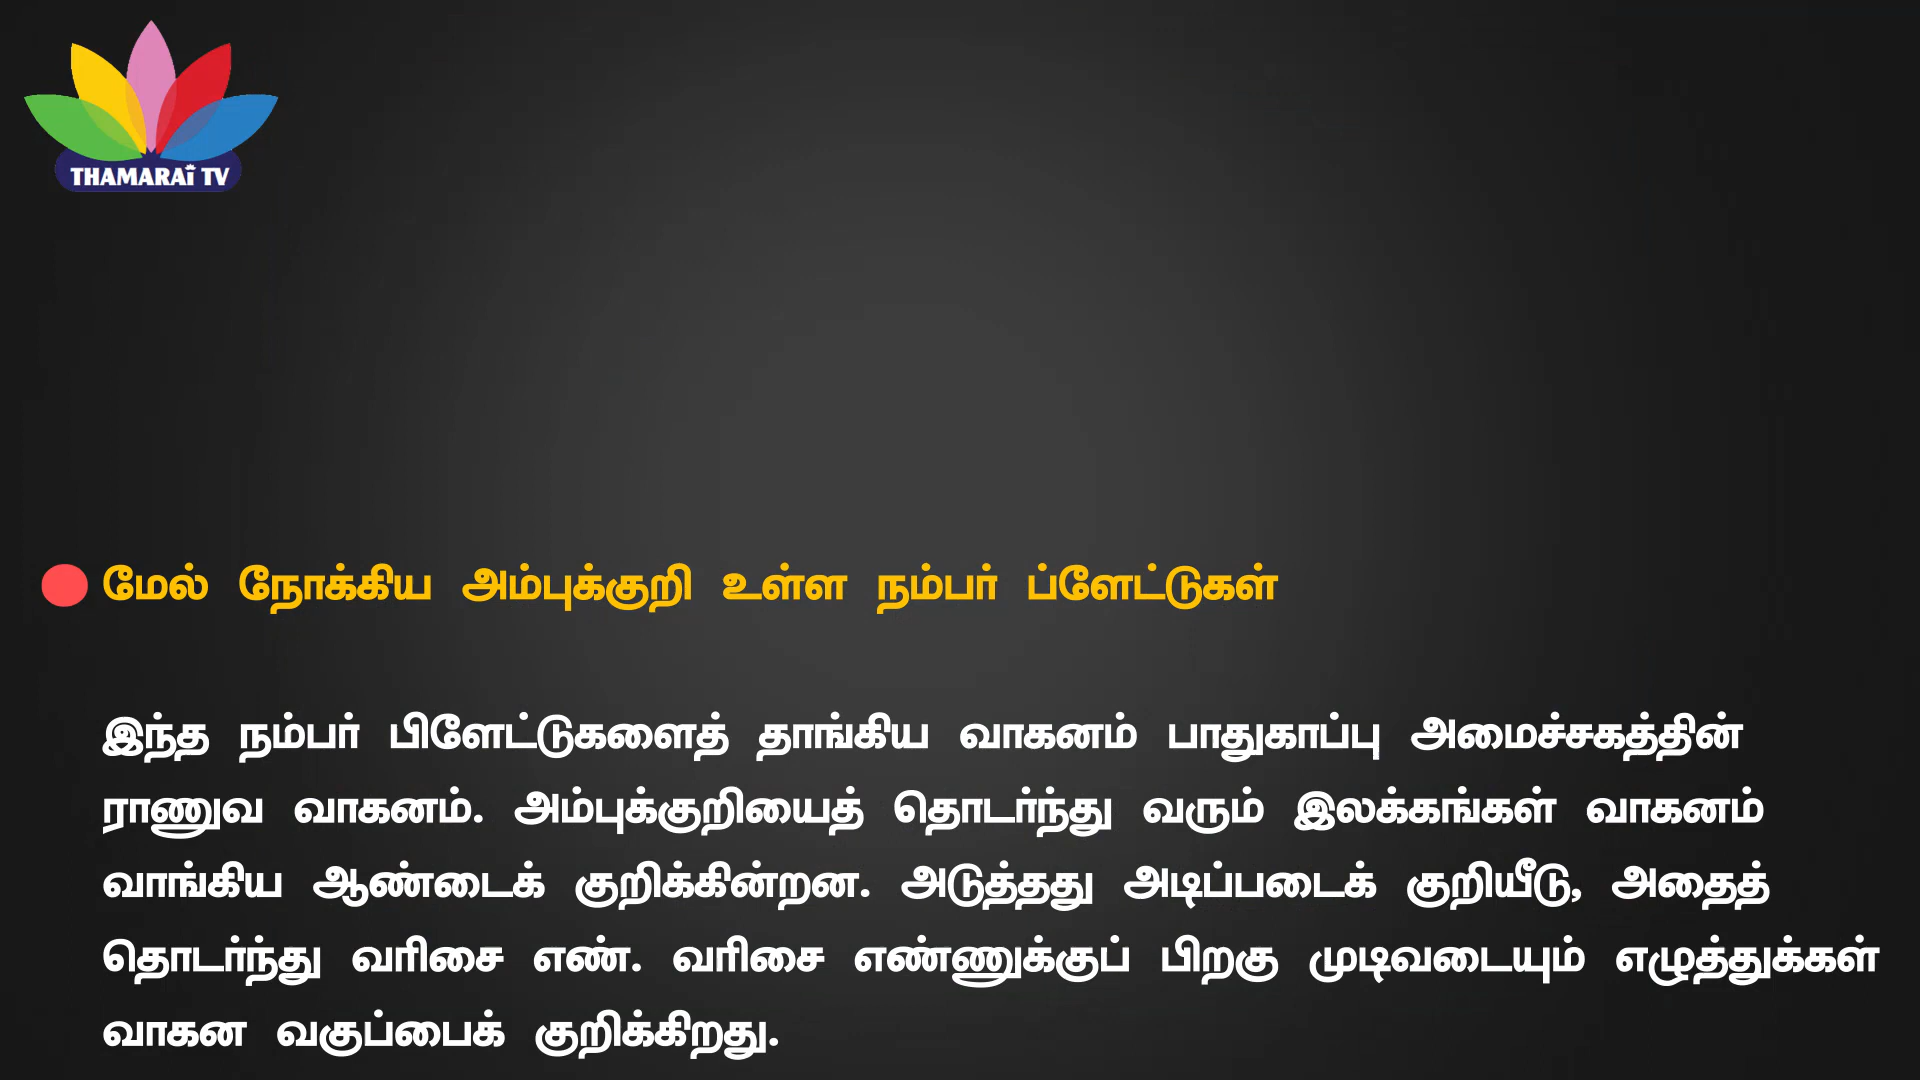 THAMARAI TV
மேல் நோக்கிய அம்புக்குறி உள்ள நம்பர் ப்ளேட்டுகள்
இந்த நம்பர் பிளேட்டுகளைத் தாங்கிய வாகனம் பாதுகாப்பு அமைச்சகத்தின்
ராணுவ வாகனம். அம்புக்குறியைத் தொடர்ந்து வரும் இலக்கங்கள் வாகனம்
வாங்கிய ஆண்டைக் குறிக்கின்றன. அடுத்தது அடிப்படைக் குறியீடு, அதைத்
தொடர்ந்து வரிசை எண். வரிசை எண்ணுக்குப் பிறகு முடிவடையும் எழுத்துக்கள்
வாகன வகுப்பைக் குறிக்கிறது.